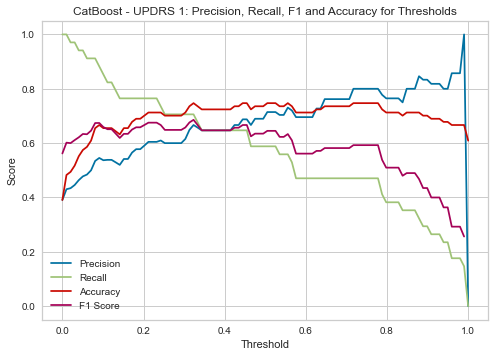 CatBoost - UPDRS 1: Precision, Recall, F1 and Accuracy for Thresholds
1.0
0.8
0.6
0.4
0.2
0.0
Score
Precision
Recall
Accuracy
F1 Score
0.0 0.2 0.4 0.6 0.8 1.0
Threshold